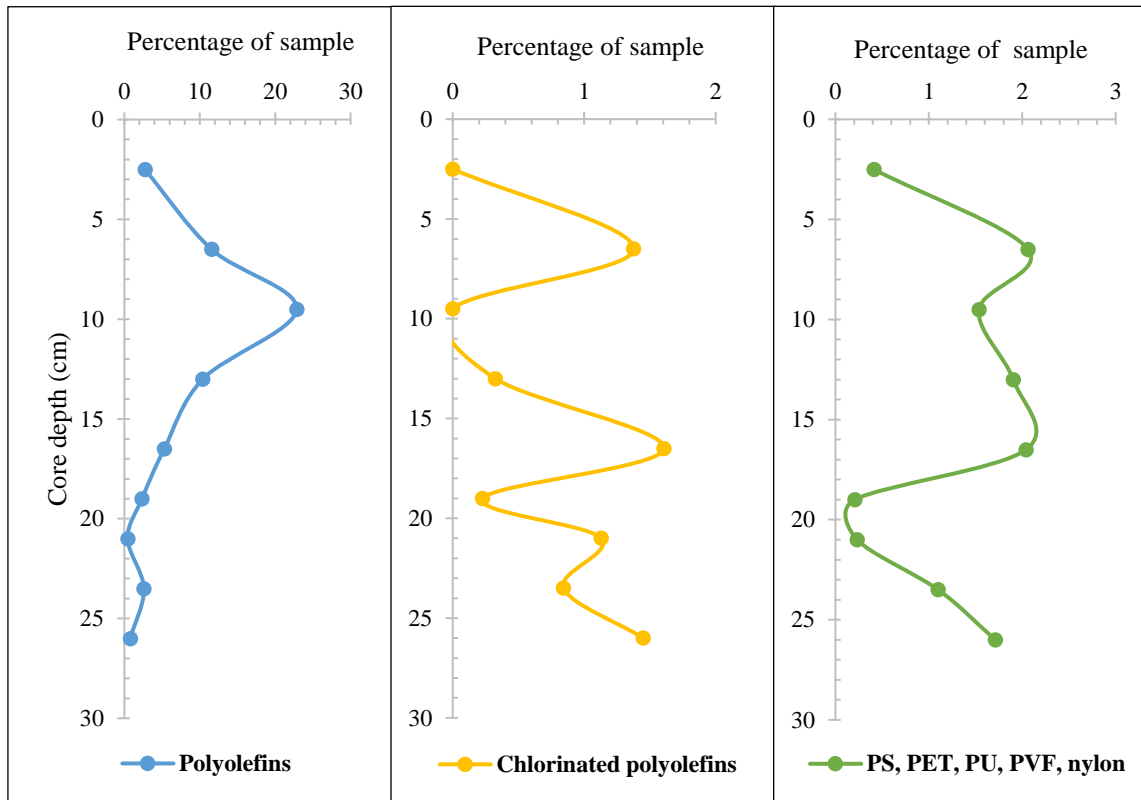 Percentage of sample
0 10 20 30
0
5
10
15
20
25
30
Core depth (cm)
Polyolefins
Percentage of sample
0 1 2
0
5
10
15
20
25
30
Chlorinated polyolefins
Percentage of sample
0 1 2 3
0
5
10
15
20
25
30
PS, PET, PU, PVF, nylon